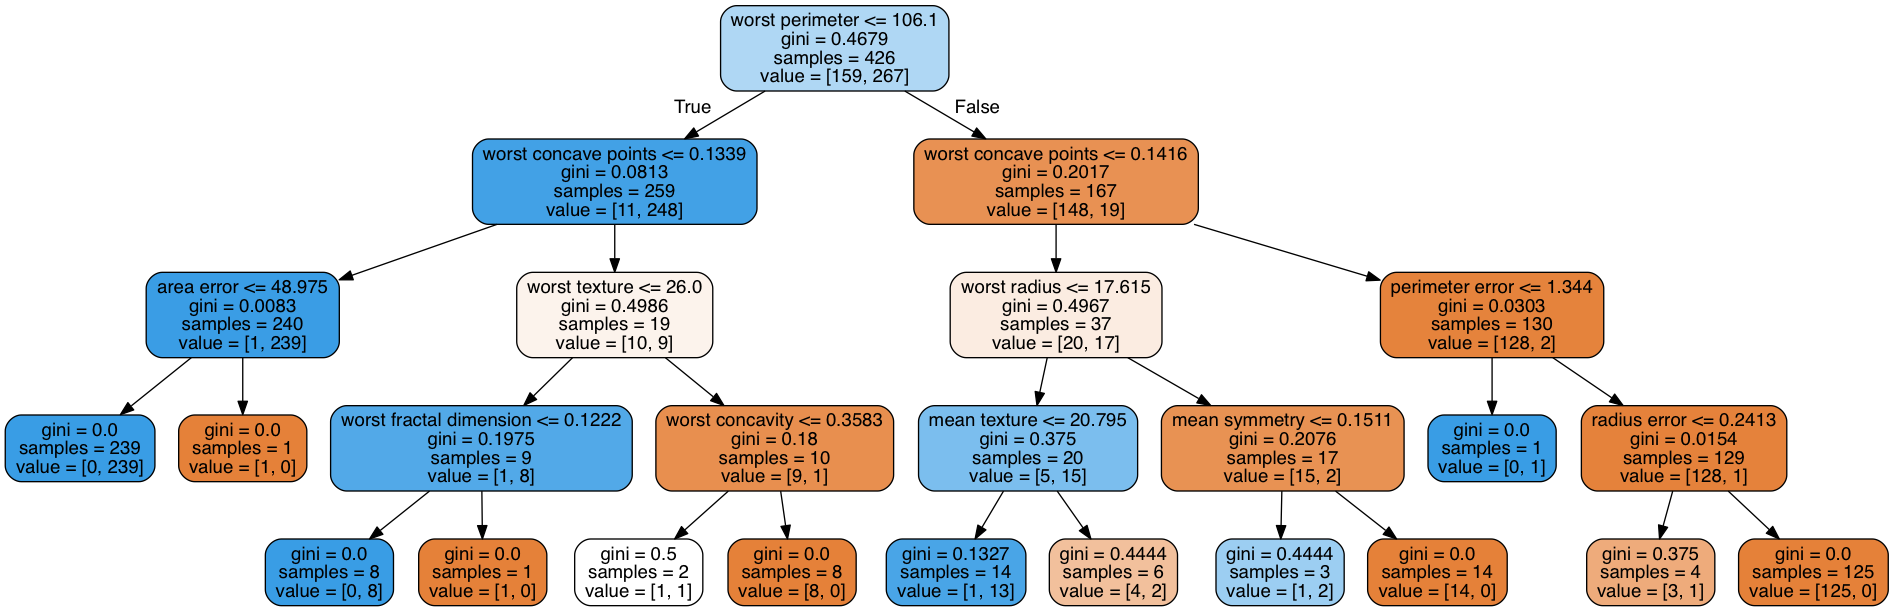 worst perimeter <= 106.1
gini = 0.4679
samples = 426
value = [159, 267]
True
False
worst concave points <= 0.1339
gini = 0.0813
samples = 259
value = [11, 248]
worst concave points <= 0.1416
gini = 0.2017
samples = 167
value = [148, 19]
area error <= 48.975
gini = 0.0083
samples = 240
value = [1, 239]
worst texture <= 26.0
gini = 0.4986
samples = 19
value = [10, 9]
worst radius <= 17.615
gini = 0.4967
samples = 37
value = [20, 17]
perimeter error <= 1.344
gini = 0.0303
samples = 130
value = [128, 2]
gini = 0.0
samples = 239
value = [0, 239]
gini = 0.0
samples = 1
value = [1, 0]
worst fractal dimension <= 0.1222
gini = 0.1975
samples = 9
value = [1, 8]
worst concavity <= 0.3583
gini = 0.18
samples = 10
value = [9, 1]
mean texture <= 20.795
gini = 0.375
samples = 20
value = [5, 15]
mean symmetry <= 0.1511
gini = 0.2076
samples = 17
value = [15, 2]
gini = 0.0
samples = 1
value = [0, 1]
radius error <= 0.2413
gini = 0.0154
samples = 129
value = [128, 1]
gini = 0.0
samples = 8
value = [0, 8]
gini = 0.0
samples = 1
value = [1, 0]
gini = 0.5
samples = 2
value = [1, 1]
gini = 0.0
samples = 8
value = [8, 0]
gini = 0.1327
samples = 14
value = [1, 13]
gini = 0.4444
samples = 6
value = [4, 2]
gini = 0.4444
samples = 3
value = [1, 2]
gini = 0.0
samples = 14
value = [14, 0]
gini = 0.375
samples = 4
value = [3, 1]
gini = 0.0
samples = 125
value = [125, 0]